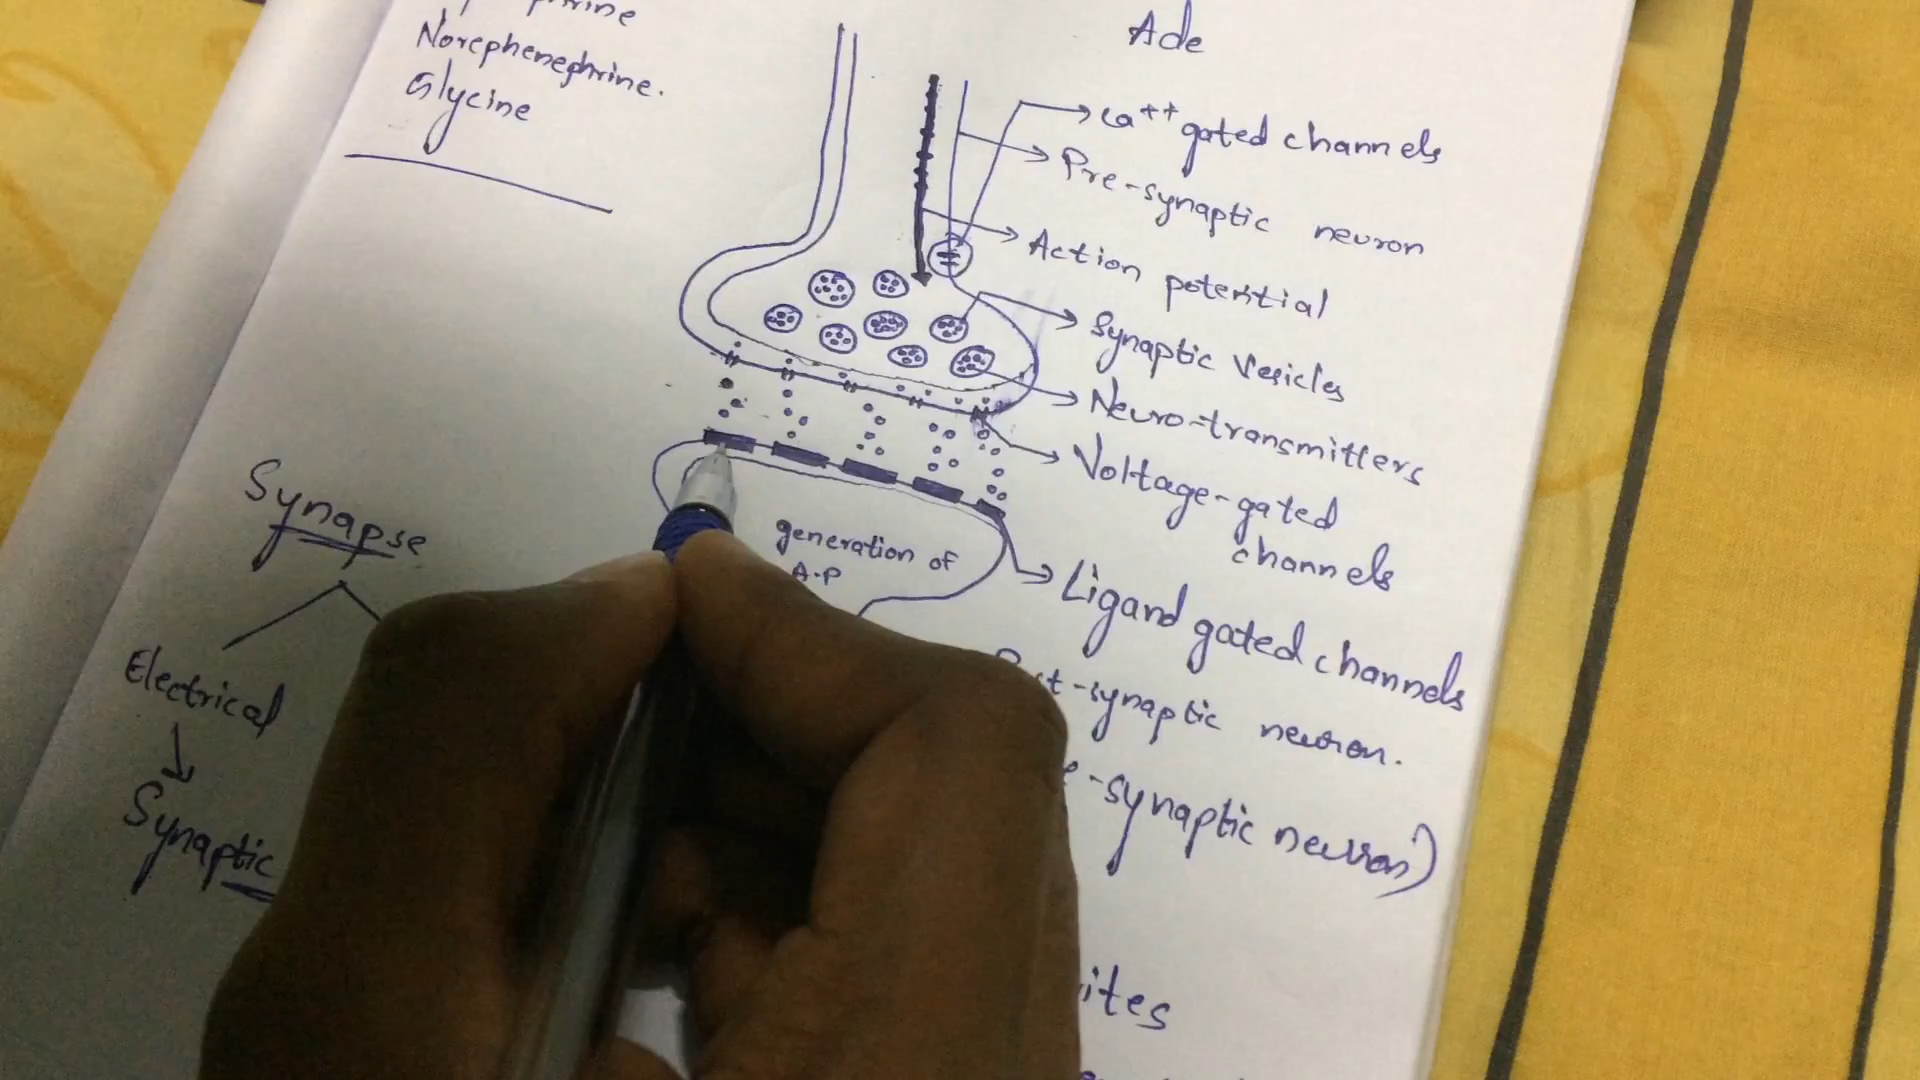 Norephenephrine.
Glycine
Ade
Ca++ gated channels
Pre-synaptic neuron
Action potential
Synaptic vesicles
Neuro-transmitters
Voltage-gated
channels
Ligand gated channels
generation of
A.P
-synaptic neuron.
-synaptic neuron)
Synapse
Electrical
Synaptic